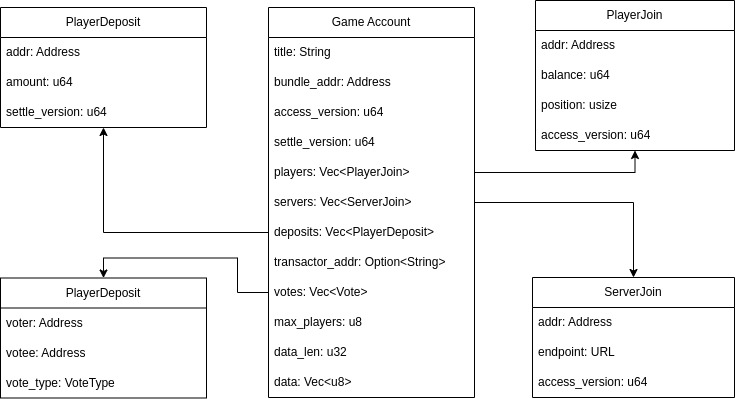 PlayerDeposit
addr: Address
amount: u64
settle_version: u64
Game Account
title: String
bundle_addr: Address
access_version: u64
settle_version: u64
players: Vec<PlayerJoin>
servers: Vec<ServerJoin>
deposits: Vec<PlayerDeposit>
transactor_addr: Option<String>
votes: Vec<Vote>
max_players: u8
data_len: u32
data: Vec<u8>
PlayerJoin
addr: Address
balance: u64
position: usize
access_version: u64
PlayerDeposit
voter: Address
votee: Address
vote_type: VoteType
ServerJoin
addr: Address
endpoint: URL
access_version: u64